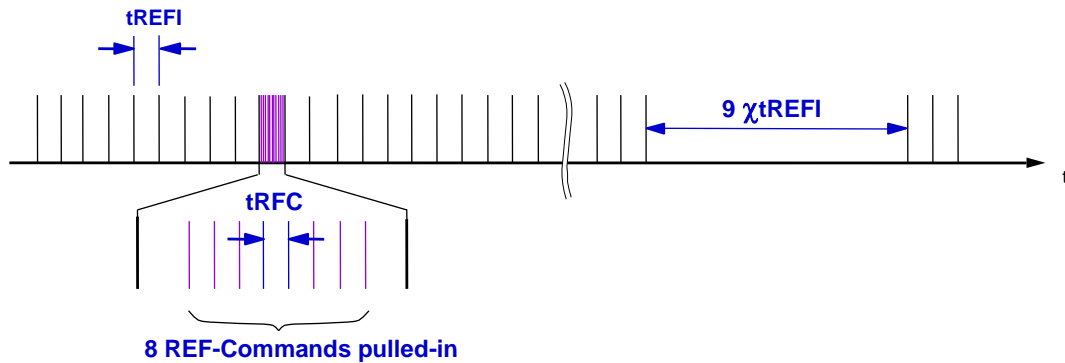 tREFI
9 χtREFI
t
tRFC
8 REF-Commands pulled-in